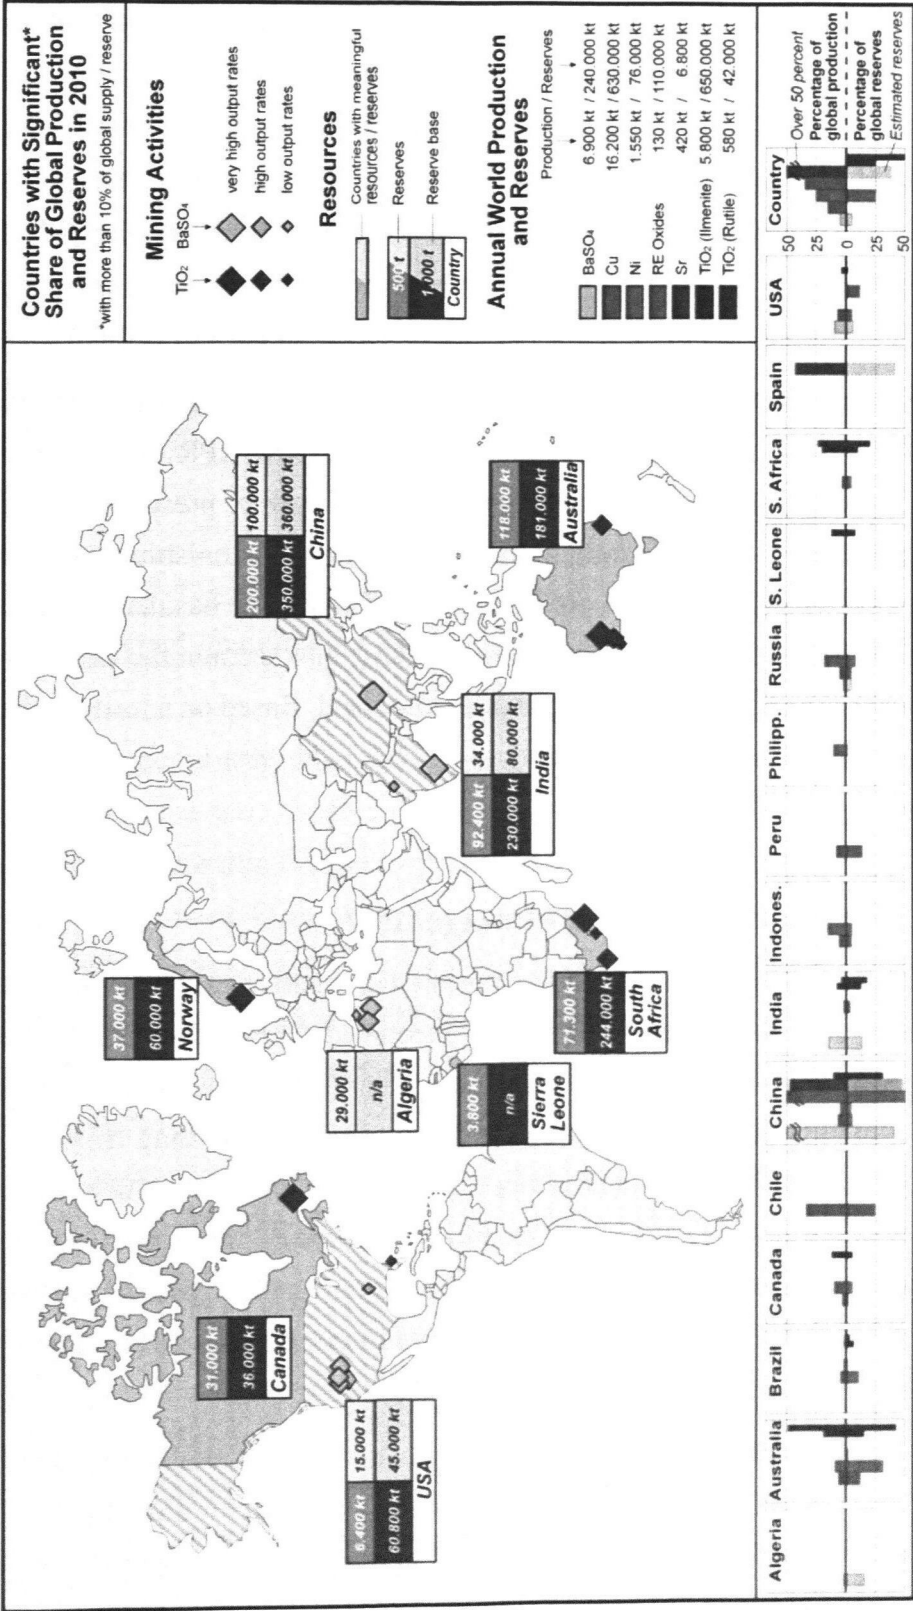 Countries with Significant*
Share of Global Production
and Reserves in 2010
*with more than 10% of global supply / reserve
Mining Activities
TiO₂ BaSO₄
very high output rates
high output rates
low output rates
Resources
Countries with meaningful
resources / reserves
500 t
Reserves
1,000 t
Reserve base
Country
Annual World Production
and Reserves
Production / Reserves
BaSO₄ 6.900 kt / 240.000 kt
Cu 16.200 kt / 630.000 kt
Ni 1.550 kt / 76.000 kt
RE Oxides 130 kt / 110.000 kt
Sr 420 kt / 6.800 kt
TiO₂ (Ilmenite) 5.800 kt / 650.000 kt
TiO₂ (Rutile) 580 kt / 42.000 kt
31.000 kt
36.000 kt
Canada
6.400 kt 15.000 kt
60.800 kt 45.000 kt
USA
37.000 kt
60.000 kt
Norway
29.000 kt
n/a
Algeria
3.800 kt
n/a
Sierra
Leone
71.300 kt
244.000 kt
South
Africa
200.000 kt 100.000 kt
350.000 kt 360.000 kt
China
92.400 kt 34.000 kt
230.000 kt 80.000 kt
India
118.000 kt
181.000 kt
Australia
Algeria Australia Brazil Canada Chile China India Indones. Peru Philipp. Russia S. Leone S. Africa Spain USA Country
50
25
0
25
50
Over 50 percent
Percentage of
global production
Percentage of
global reserves
Estimated reserves